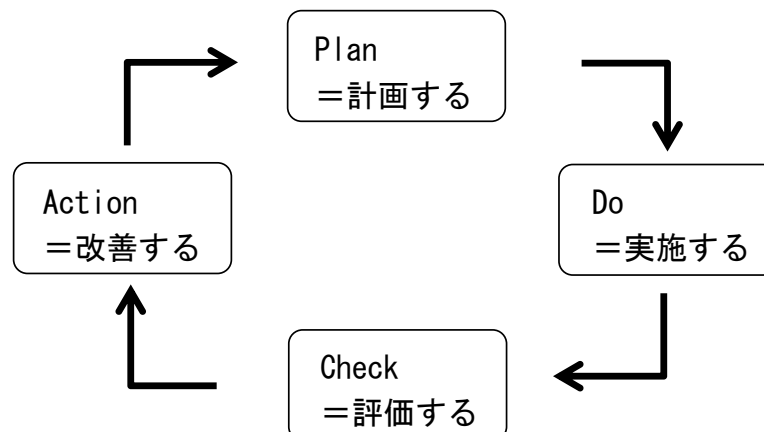 Plan
＝計画する
Action
＝改善する
Do
＝実施する
Check
＝評価する